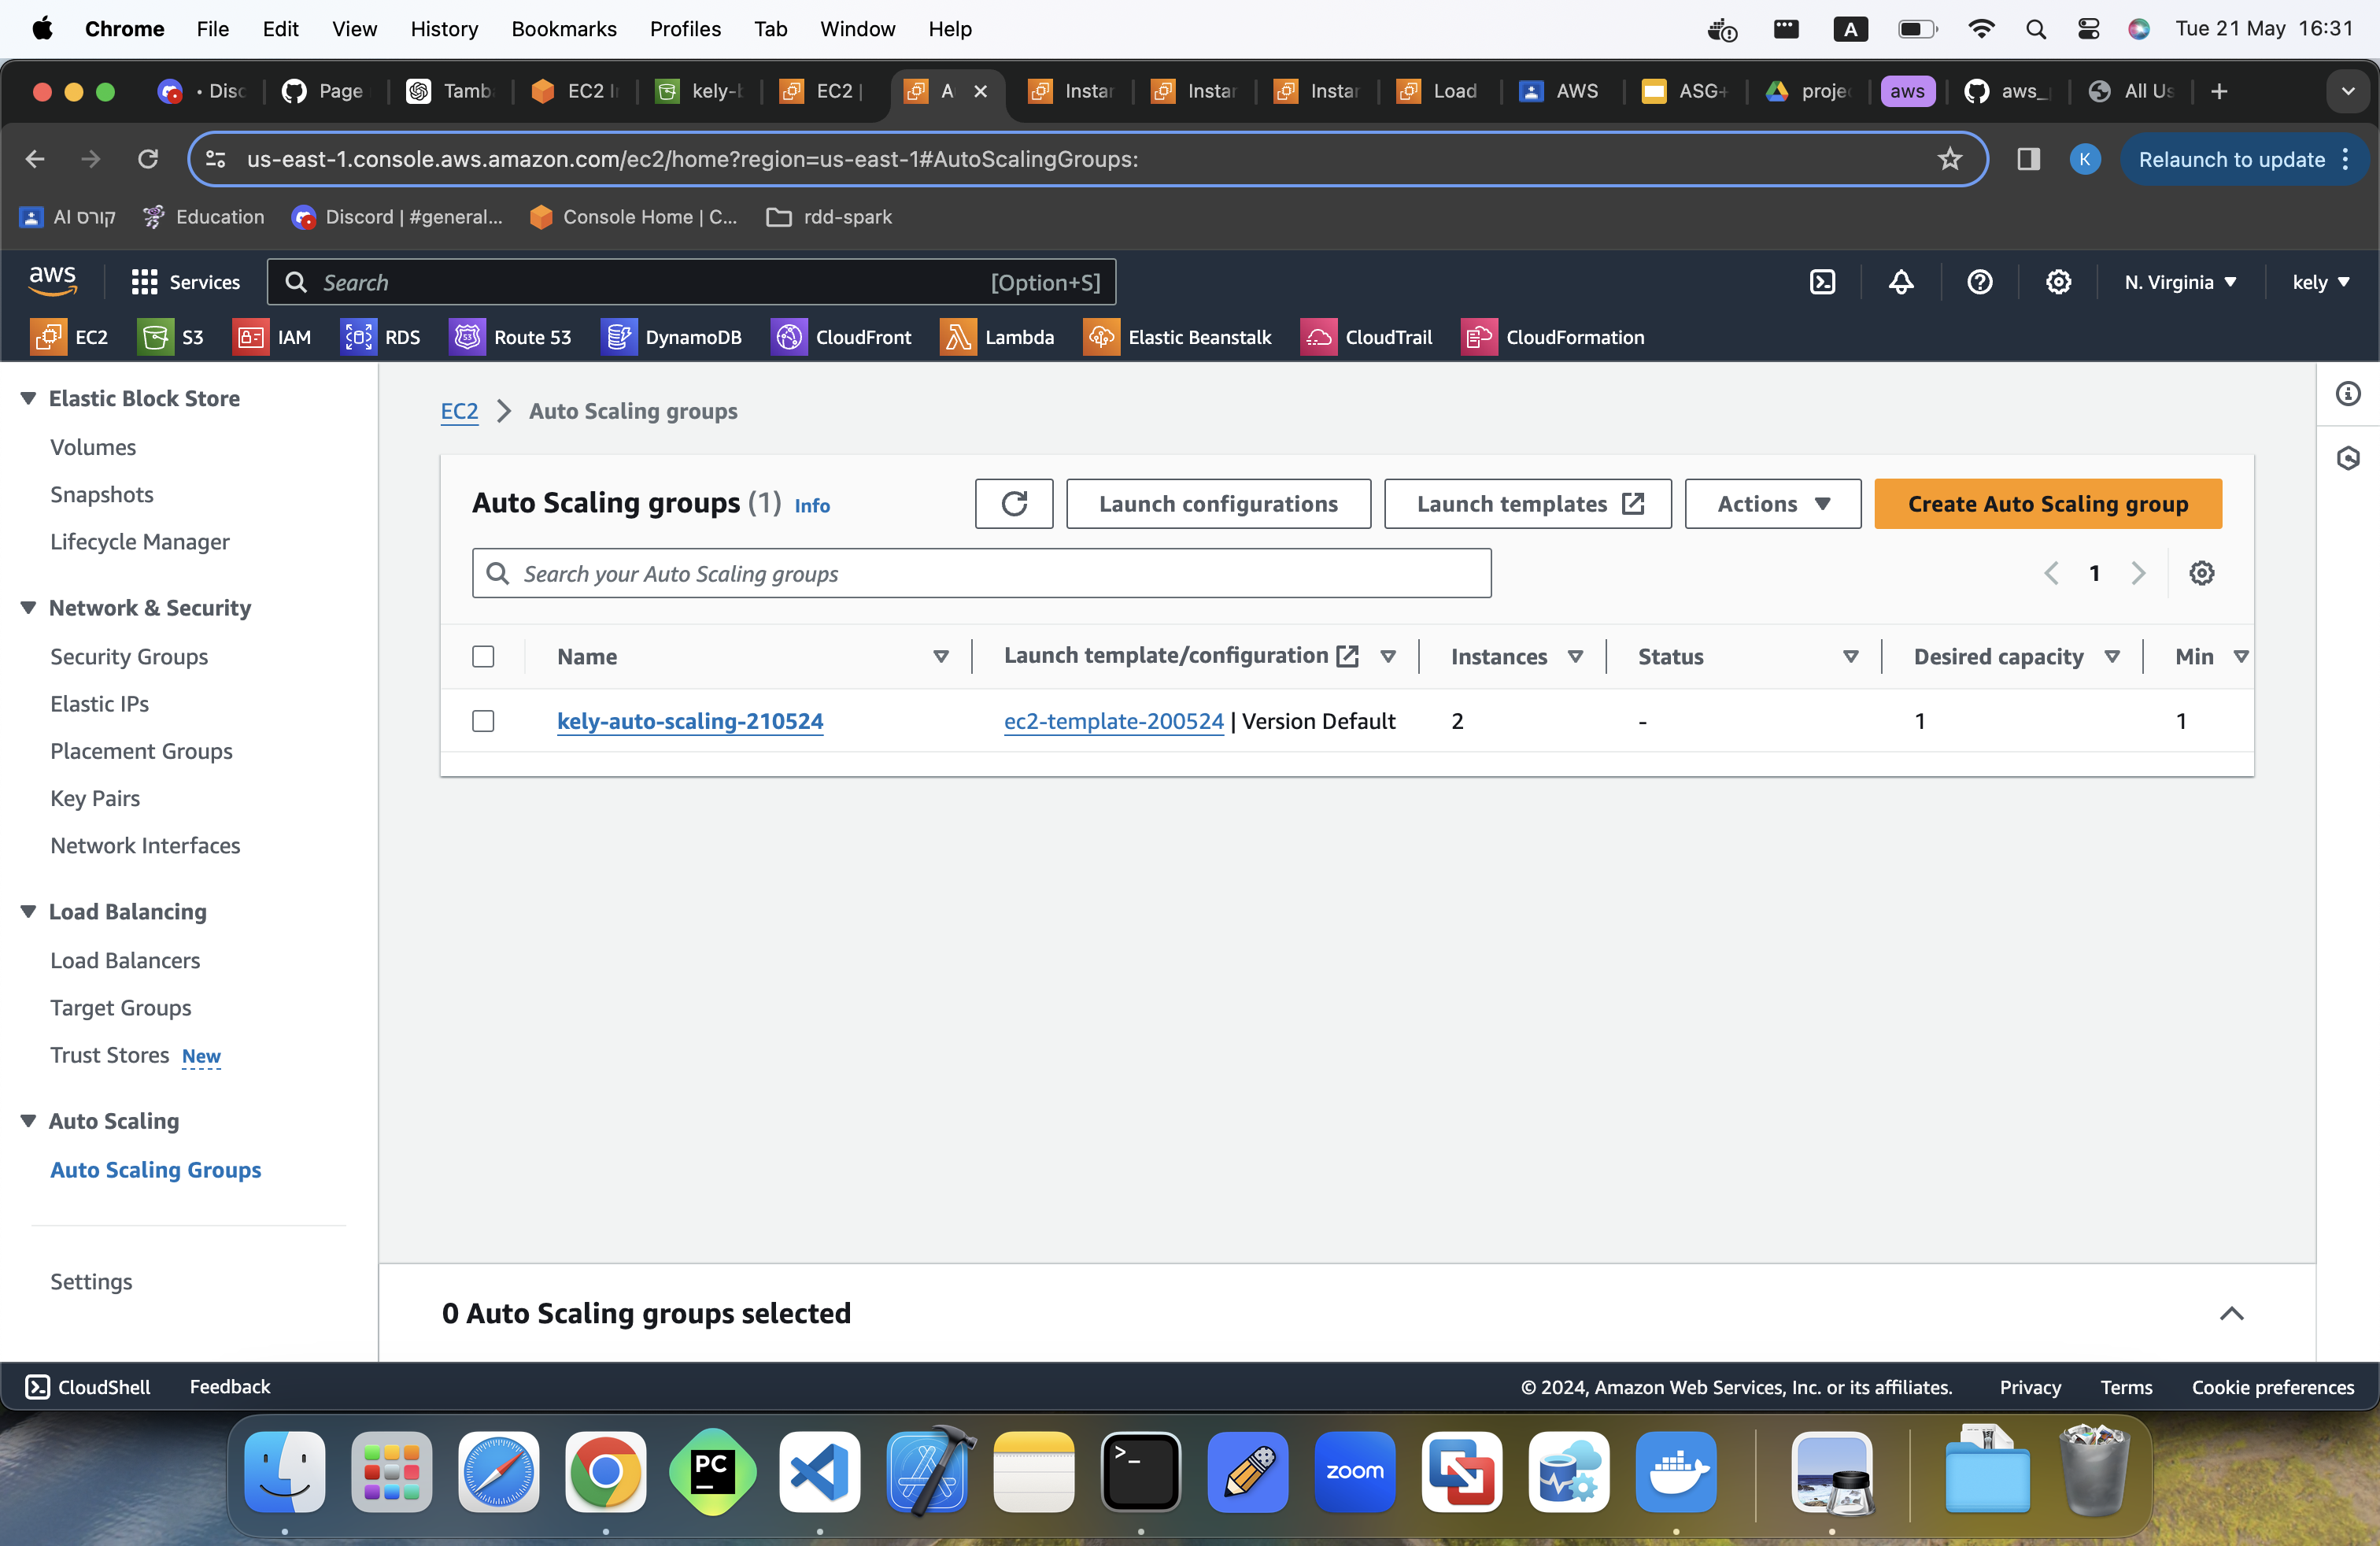 Chrome File Edit View History Bookmarks Profiles Tab Window Help A Tue 21 May 16:31
• Disc Page Tamb EC2 I kely-b EC2 | A Instar Instar Instar Load AWS ASG+ projec aws aws_ All Us
us-east-1.console.aws.amazon.com/ec2/home?region=us-east-1#AutoScalingGroups: K Relaunch to update
AI קורס Education Discord | #general... Console Home | C... rdd-spark
aws Services Search [Option+S] N. Virginia kely
EC2 S3 IAM RDS Route 53 DynamoDB CloudFront Lambda Elastic Beanstalk CloudTrail CloudFormation
Elastic Block Store
Volumes
Snapshots
Lifecycle Manager
Network & Security
Security Groups
Elastic IPs
Placement Groups
Key Pairs
Network Interfaces
Load Balancing
Load Balancers
Target Groups
Trust Stores New
Auto Scaling
Auto Scaling Groups
Settings
EC2 Auto Scaling groups
Auto Scaling groups (1) Info Launch configurations Launch templates Actions Create Auto Scaling group
Search your Auto Scaling groups 1
Name Launch template/configuration Instances Status Desired capacity Min
kely-auto-scaling-210524 ec2-template-200524 | Version Default 2 - 1 1
0 Auto Scaling groups selected
CloudShell Feedback © 2024, Amazon Web Services, Inc. or its affiliates. Privacy Terms Cookie preferences
PC zoom